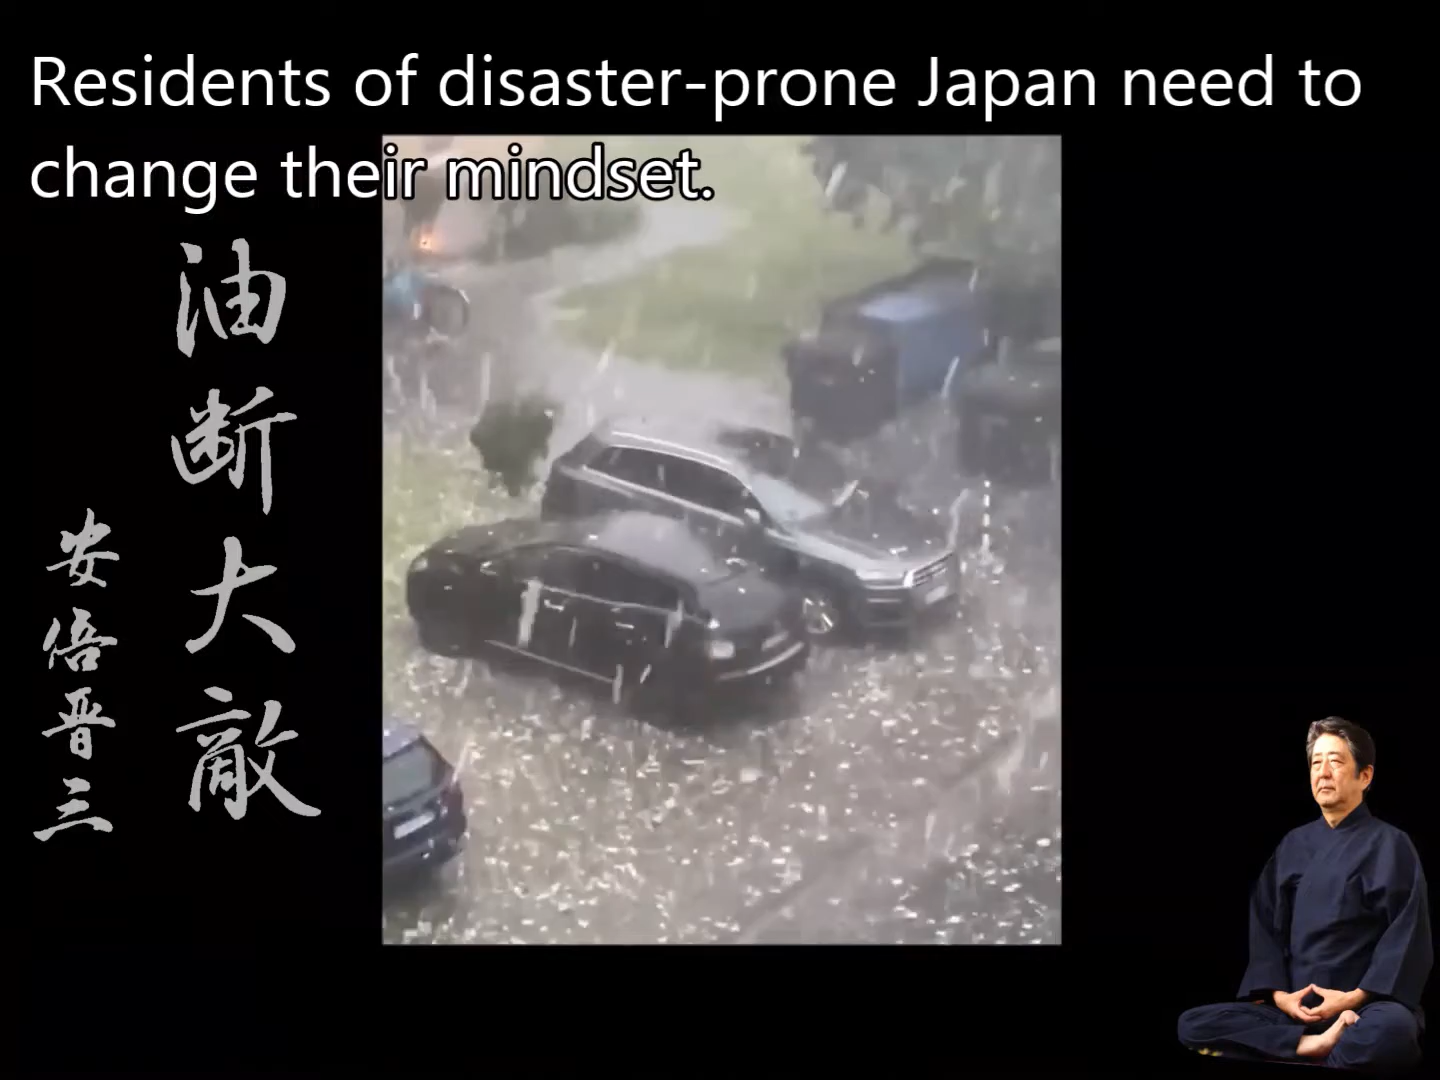 Residents of disaster-prone Japan need to
change their mindset.
油断大敵
安倍晋三